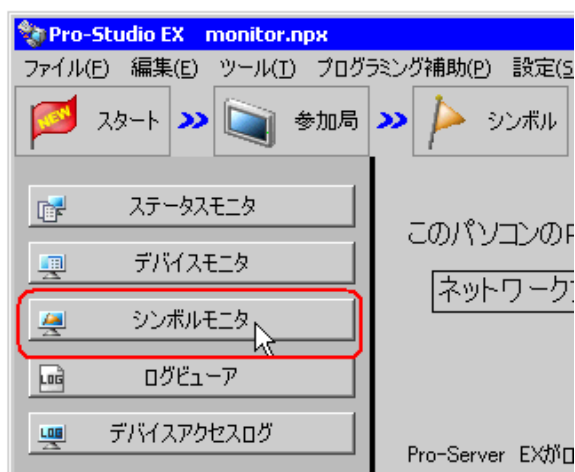 Pro-Studio EX monitor.npx
ファイル(F) 編集(E) ツール(T) プログラミング補助(P) 設定(S
NEW スタート 参加局 シンボル
ステータスモニタ
このパソコンの
デバイスモニタ
ネットワーク
シンボルモニタ
LOG ログビューア
LOG デバイスアクセスログ
Pro-Server EXが